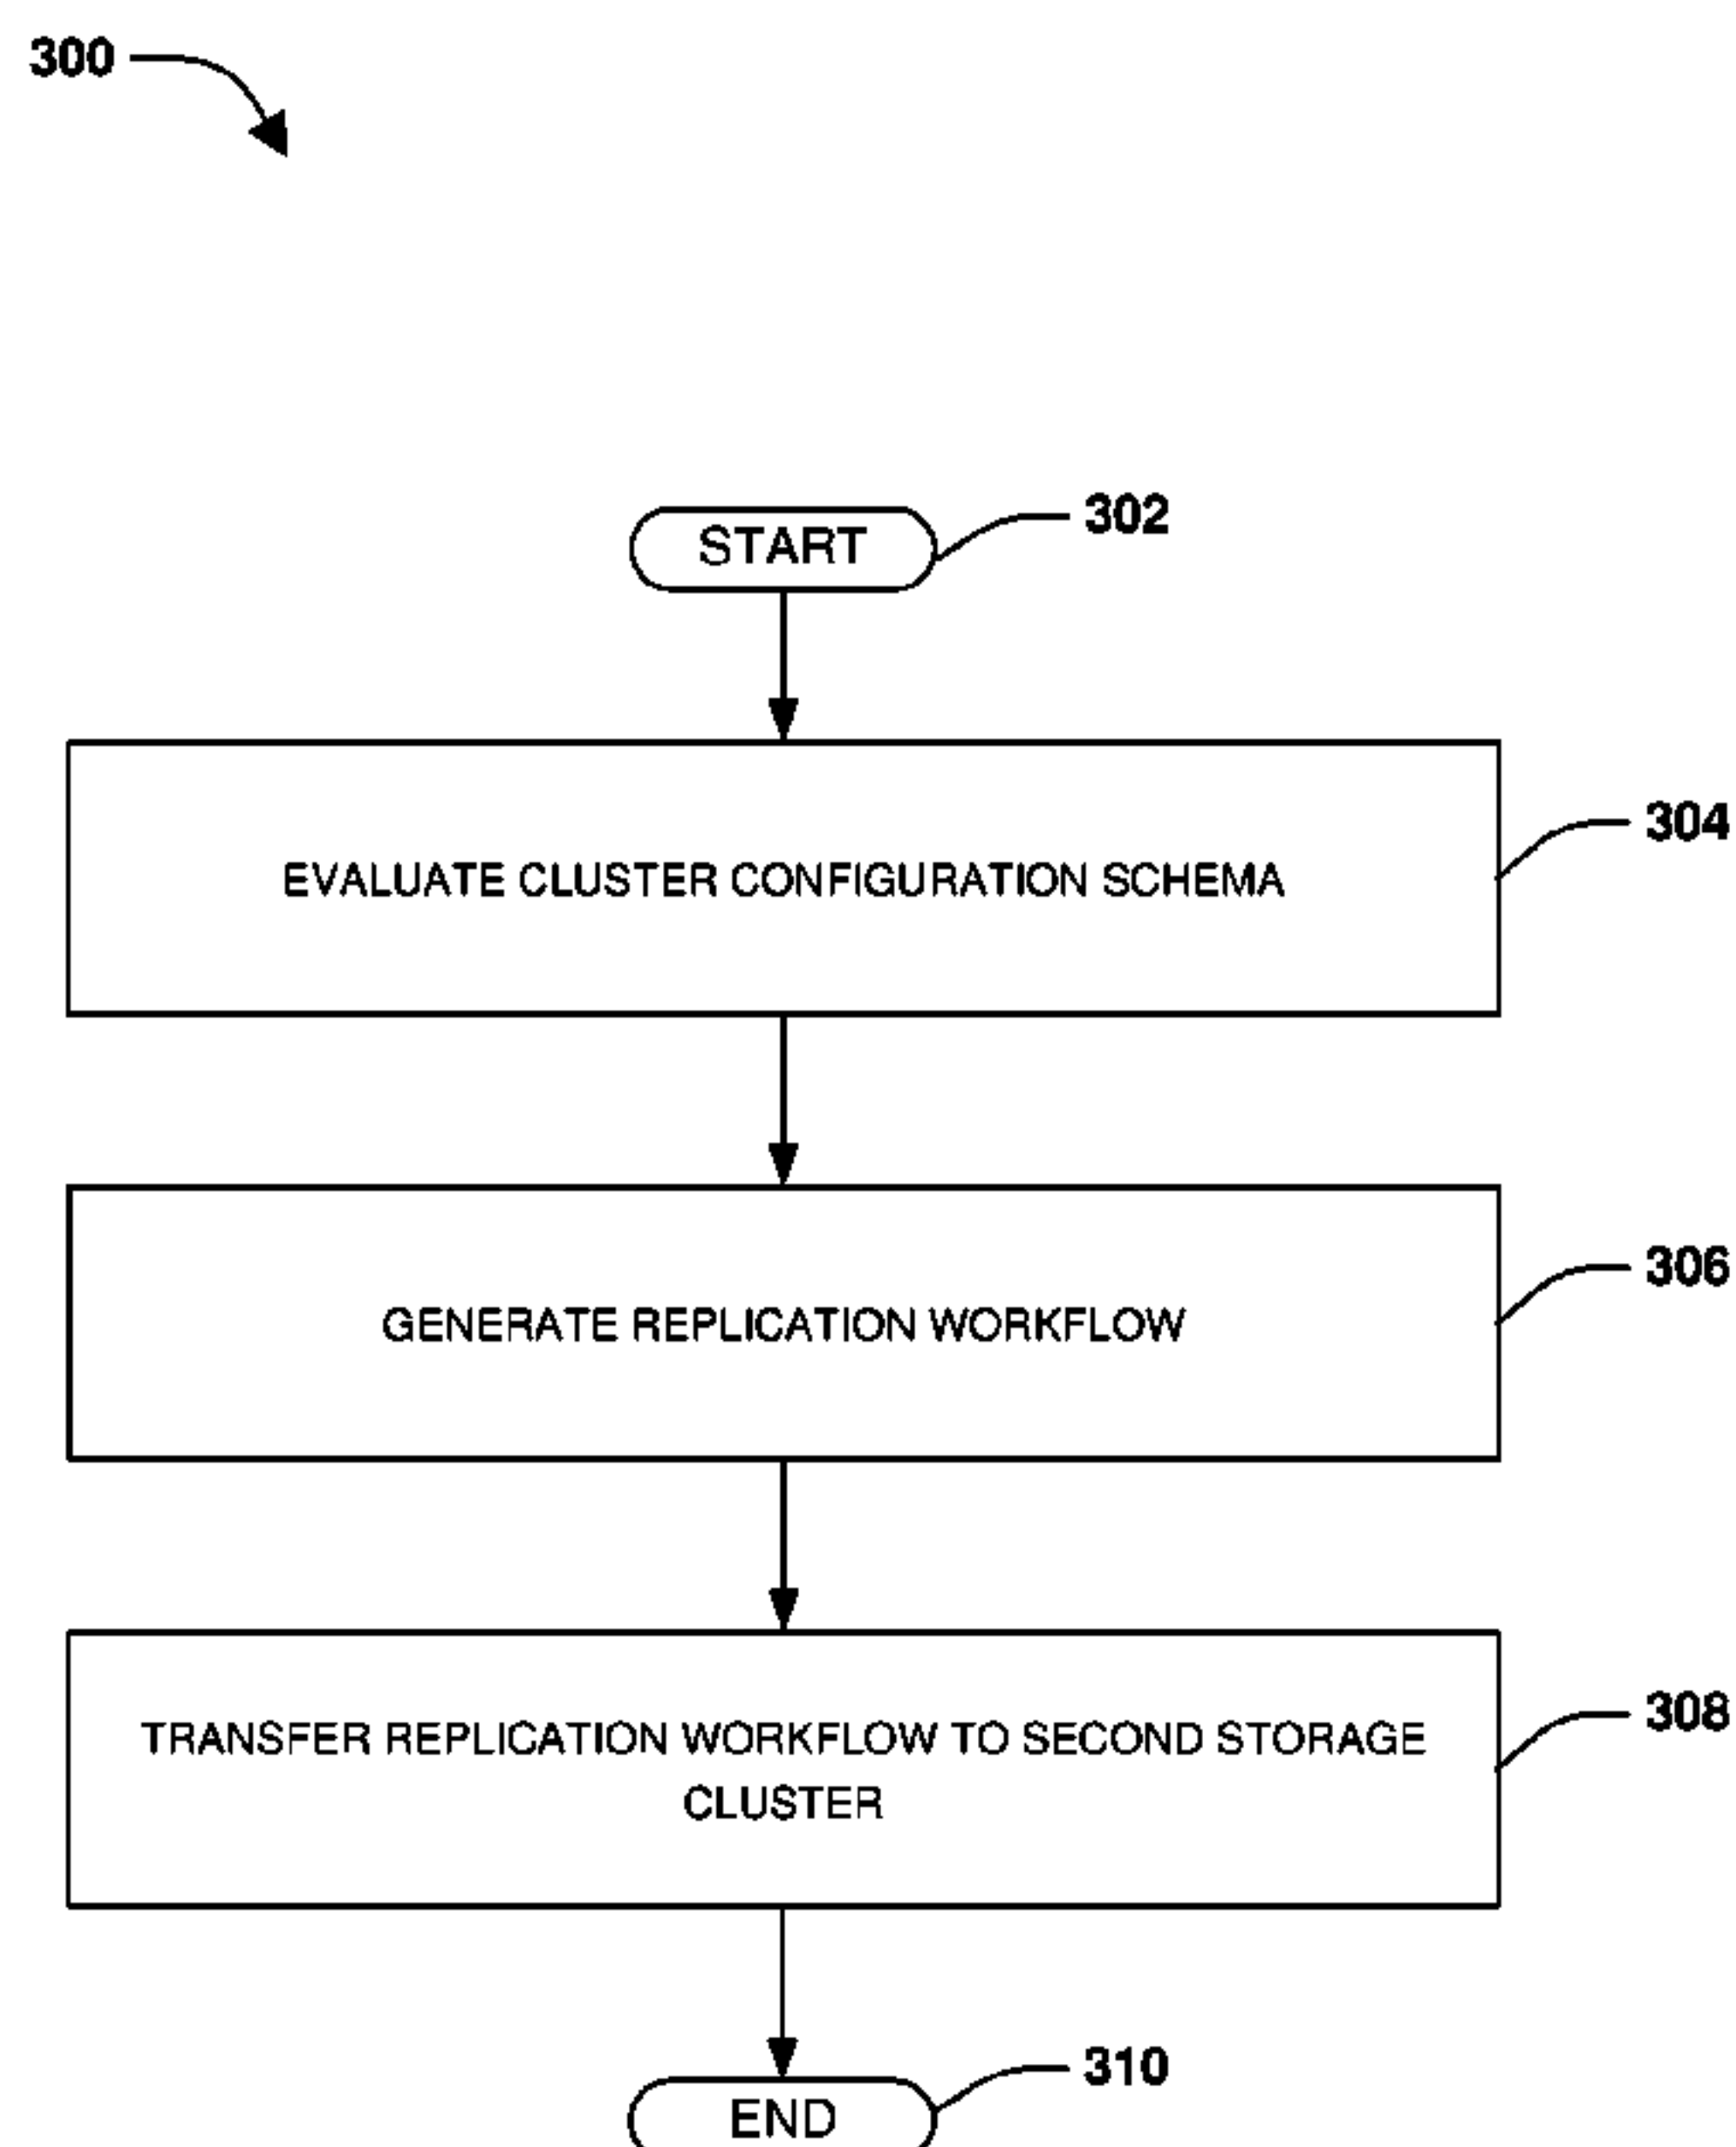 300
START
302
EVALUATE CLUSTER CONFIGURATION SCHEMA
304
GENERATE REPLICATION WORKFLOW
306
TRANSFER REPLICATION WORKFLOW TO SECOND STORAGE
CLUSTER
308
END
310